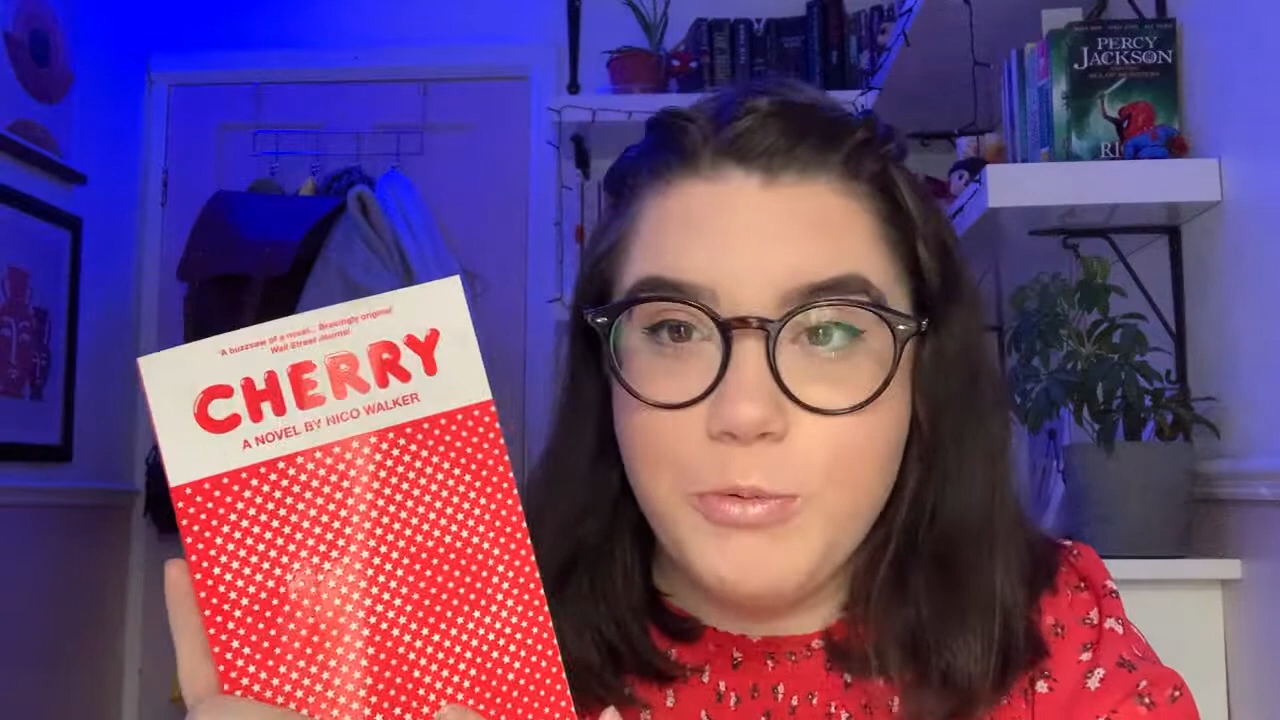 "A buzzsaw of a novel... Bracingly original
Wall Street Journal
CHERRY
A NOVEL BY NICO WALKER
PERCY
JACKSON